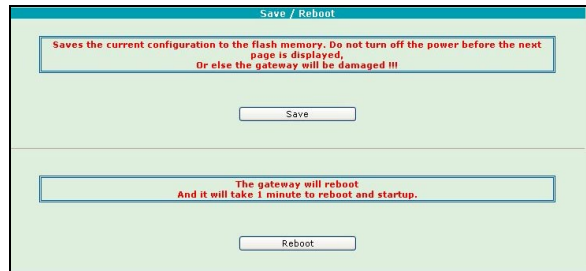 Save / Reboot
Saves the current configuration to the flash memory. Do not turn off the power before the next
page is displayed,
Or else the gateway will be damaged !!!
Save
The gateway will reboot
And it will take 1 minute to reboot and startup.
Reboot